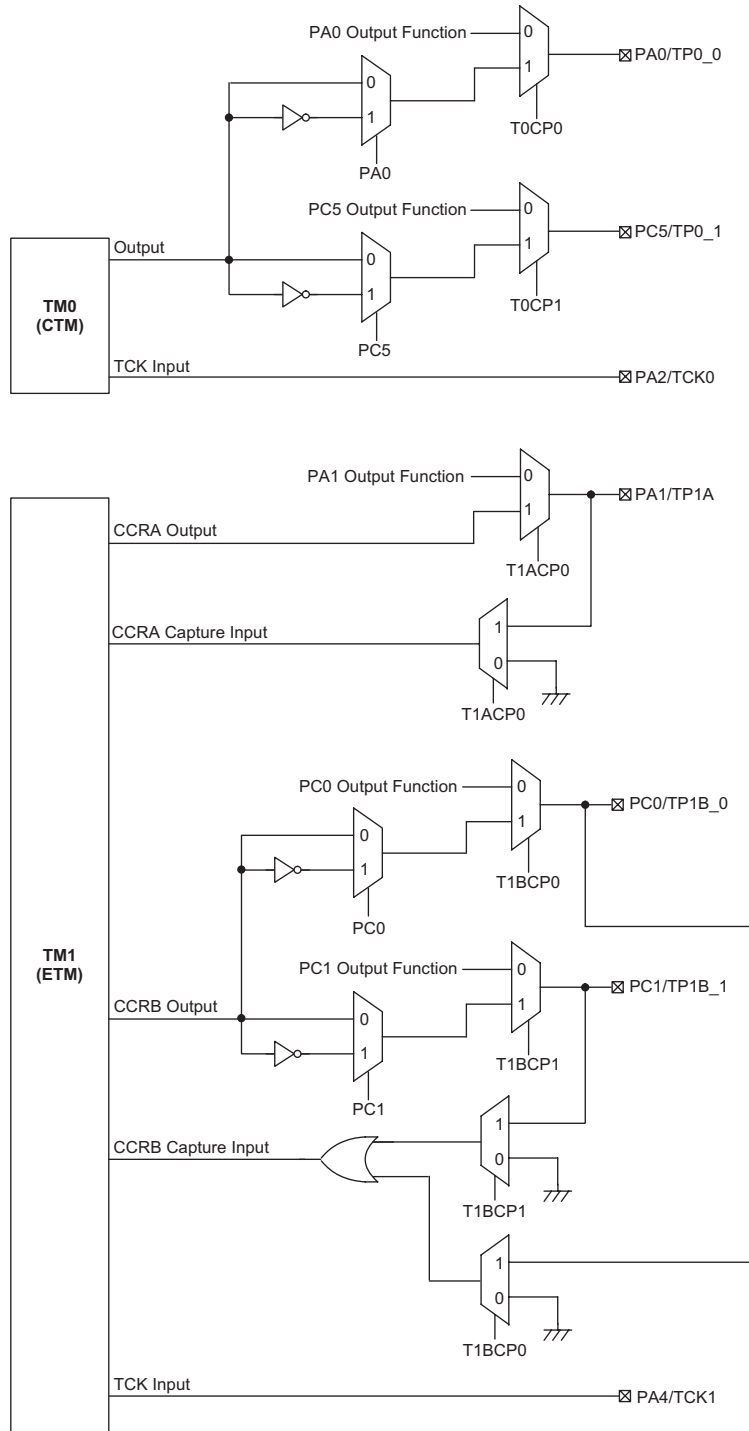 PA0 Output Function
0
1
PA0/TP0_0
T0CP0
0
1
PA0
PC5 Output Function
0
1
PC5/TP0_1
T0CP1
Output
0
1
PC5
TM0
(CTM)
TCK Input
PA2/TCK0
PA1 Output Function
0
1
PA1/TP1A
T1ACP0
CCRA Output
CCRA Capture Input
1
0
T1ACP0
PC0 Output Function
0
1
PC0/TP1B_0
T1BCP0
0
1
PC0
TM1
(ETM)
PC1 Output Function
0
1
PC1/TP1B_1
T1BCP1
CCRB Output
0
1
PC1
CCRB Capture Input
1
0
T1BCP1
1
0
T1BCP0
TCK Input
PA4/TCK1